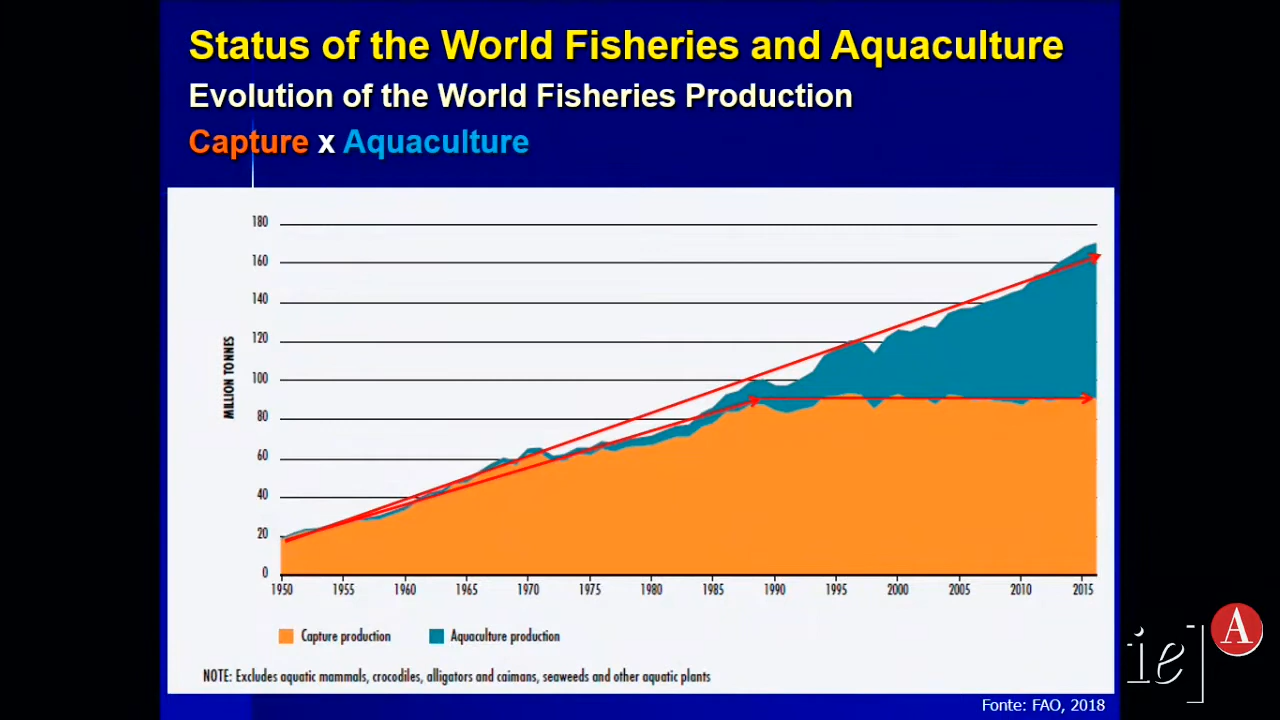 Status of the World Fisheries and Aquaculture
Evolution of the World Fisheries Production
Capture x Aquaculture
180
160
140
120
100
80
60
40
20
0
MILLION TONNES
1950 1955 1960 1965 1970 1975 1980 1985 1990 1995 2000 2005 2010 2015
Capture production Aquaculture production
NOTE: Excludes aquatic mammals, crocodiles, alligators and caimans, seaweeds and other aquatic plants
Fonte: FAO, 2018
ie] A